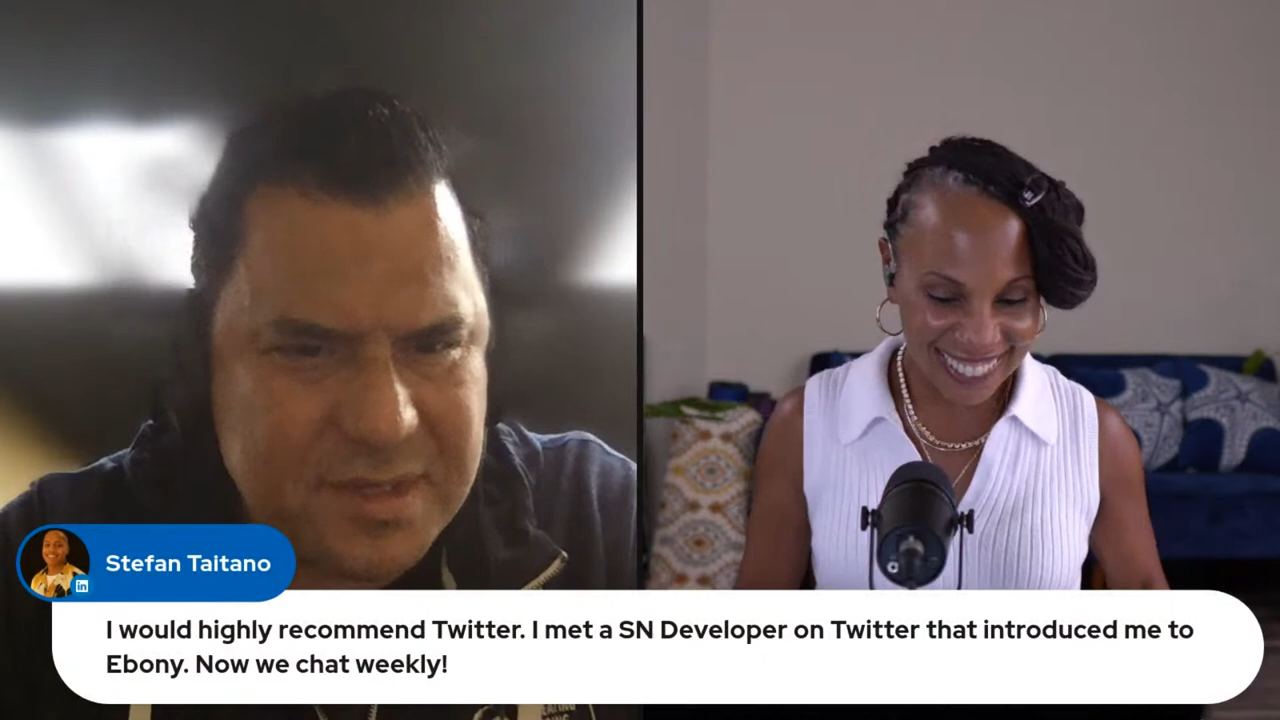 Stefan Taitano
in
I would highly recommend Twitter. I met a SN Developer on Twitter that introduced me to
Ebony. Now we chat weekly!